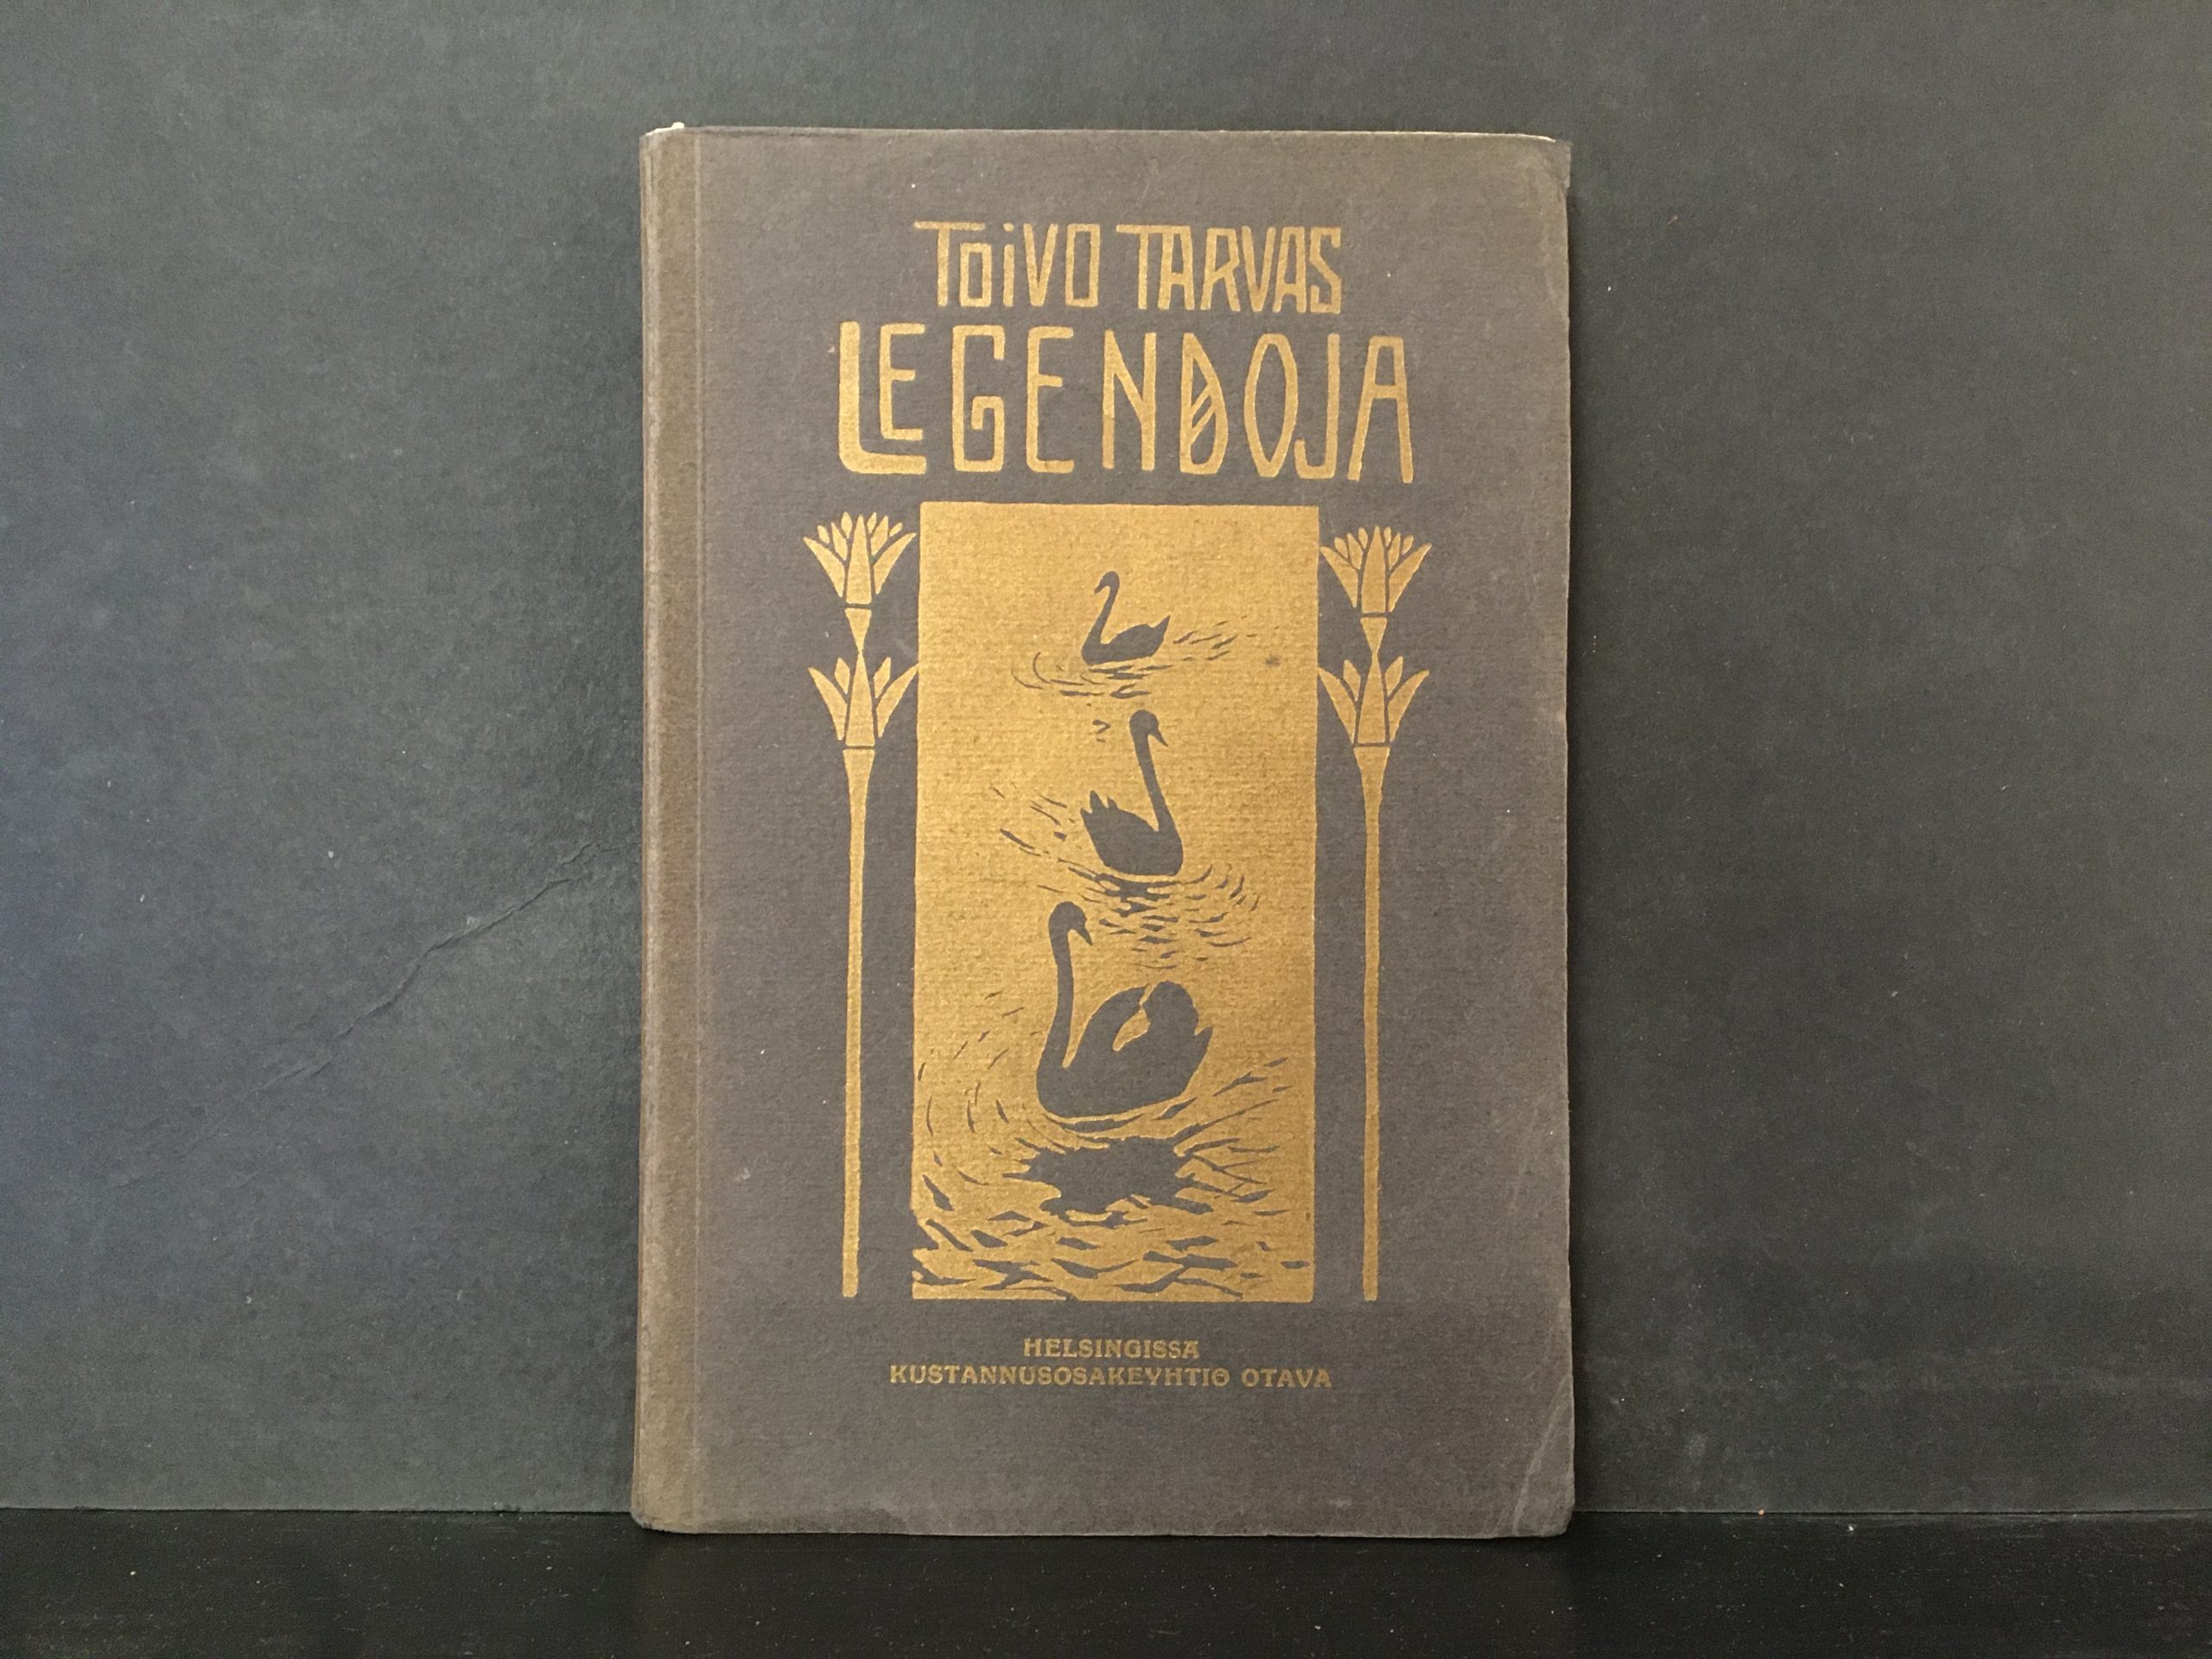 TOiVO TARVAS
LEGENDOJA
HELSINGISSÄ
KUSTANNUSOSAKEYHTIÖ OTAVA